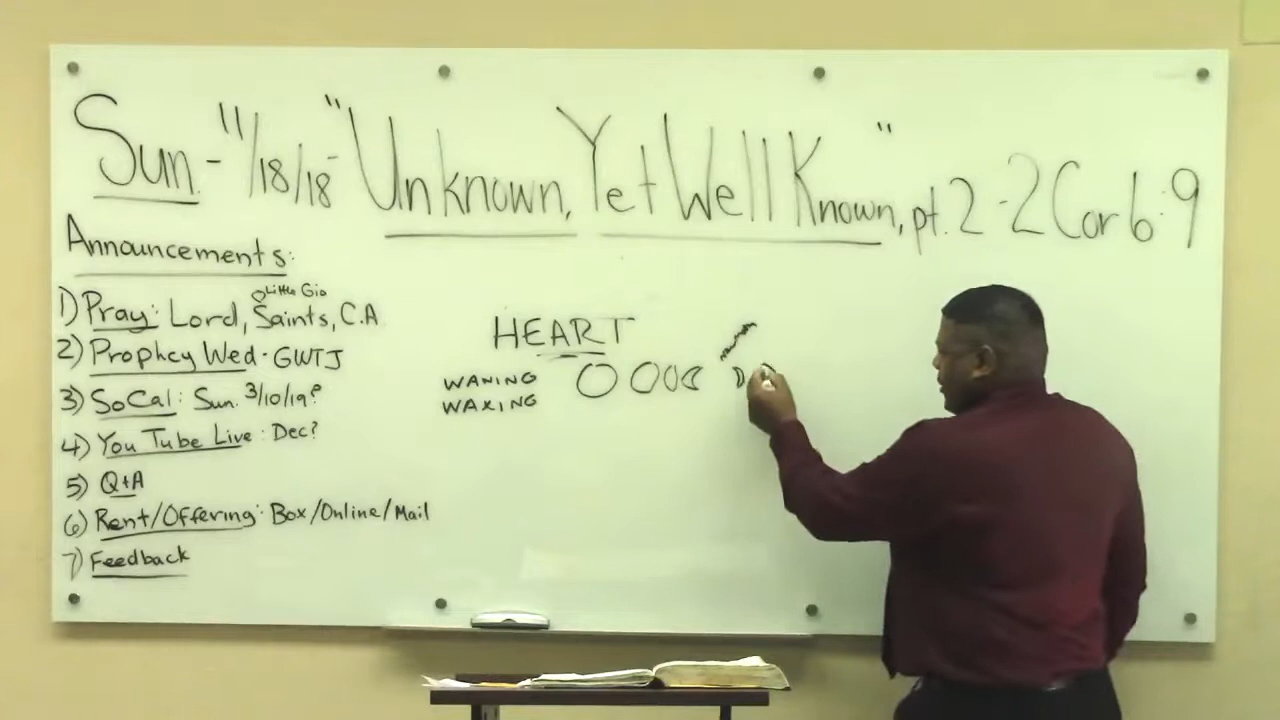 Sun. - 11/18/18 - "Unknown, Yet Well Known," pt. 2 - 2 Cor 6:9
Announcements:
1) Pray: Lord, Saints, C.A
Little Gio
2) Prophcy Wed - GWTJ
3) So Cal: Sun. 3/10/19?
4) You Tube Live: Dec?
5) Q+A
6) Rent/Offering: Box/Online/Mail
7) Feedback
HEART
WANING
WAXING